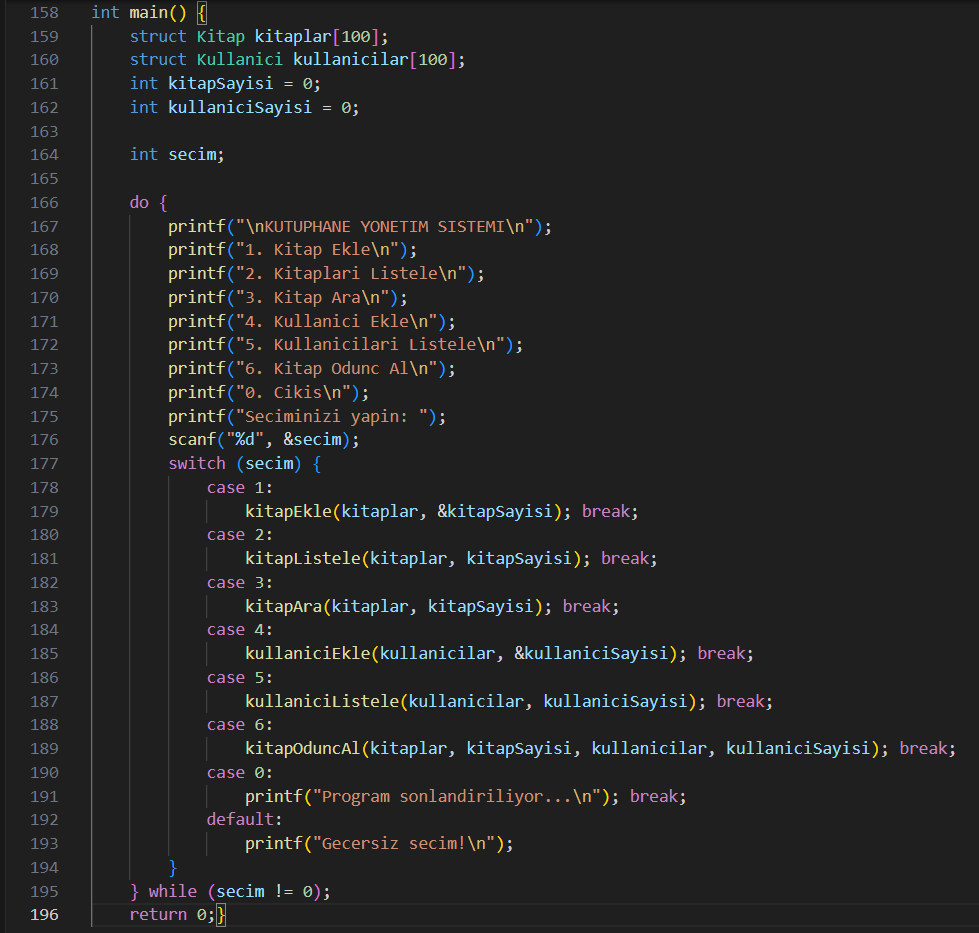 158 int main() {
159 struct Kitap kitaplar[100];
160 struct Kullanici kullanicilar[100];
161 int kitapSayisi = 0;
162 int kullaniciSayisi = 0;
163
164 int secim;
165
166 do {
167 printf("\nKUTUPHANE YONETIM SISTEMI\n");
168 printf("1. Kitap Ekle\n");
169 printf("2. Kitaplari Listele\n");
170 printf("3. Kitap Ara\n");
171 printf("4. Kullanici Ekle\n");
172 printf("5. Kullanicilari Listele\n");
173 printf("6. Kitap Odunc Al\n");
174 printf("0. Cikis\n");
175 printf("Seciminizi yapin: ");
176 scanf("%d", &secim);
177 switch (secim) {
178 case 1:
179 kitapEkle(kitaplar, &kitapSayisi); break;
180 case 2:
181 kitapListele(kitaplar, kitapSayisi); break;
182 case 3:
183 kitapAra(kitaplar, kitapSayisi); break;
184 case 4:
185 kullaniciEkle(kullanicilar, &kullaniciSayisi); break;
186 case 5:
187 kullaniciListele(kullanicilar, kullaniciSayisi); break;
188 case 6:
189 kitapOduncAl(kitaplar, kitapSayisi, kullanicilar, kullaniciSayisi); break;
190 case 0:
191 printf("Program sonlandiriliyor...\n"); break;
192 default:
193 printf("Gecersiz secim!\n");
194 }
195 } while (secim != 0);
196 return 0;}